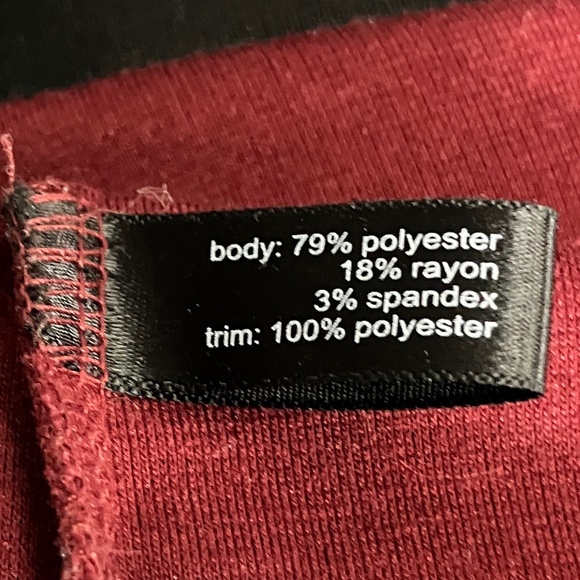 body: 79% polyester
18% rayon
3% spandex
trim: 100% polyester